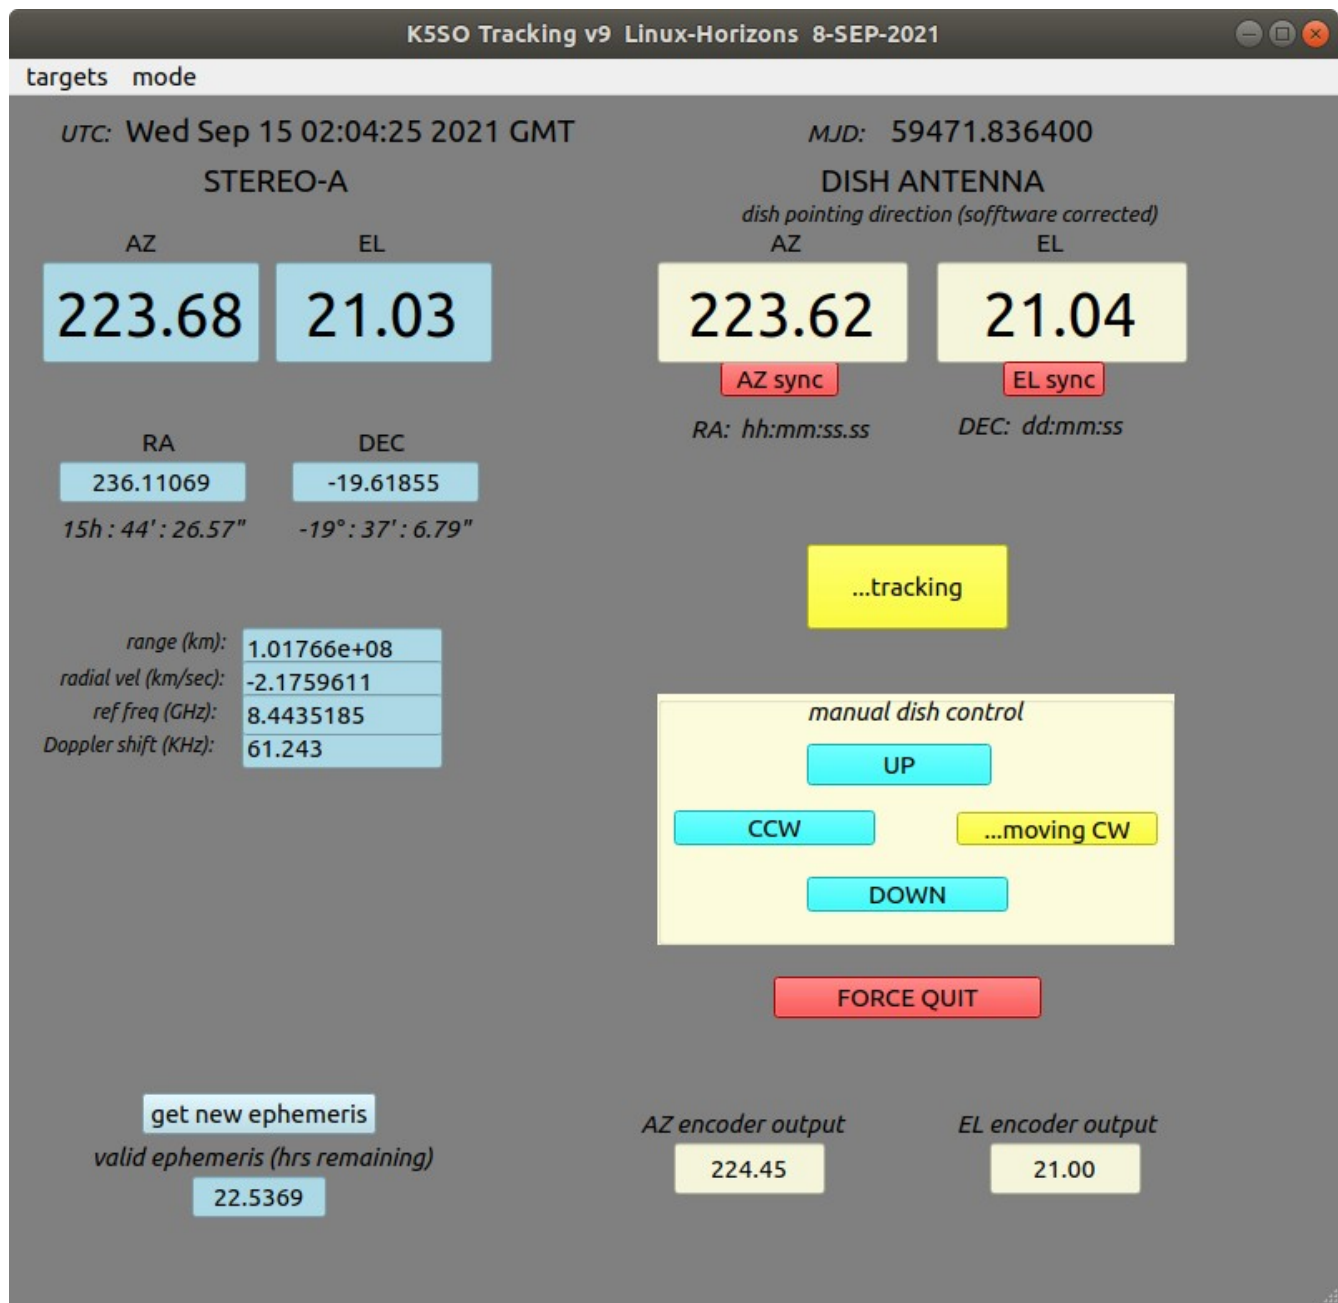 K5SO Tracking v9 Linux-Horizons 8-SEP-2021
targets mode
UTC: Wed Sep 15 02:04:25 2021 GMT
MJD: 59471.836400
STEREO-A
DISH ANTENNA
dish pointing direction (sofftware corrected)
AZ EL
AZ EL
223.68 21.03
223.62 21.04
AZ sync EL sync
RA: hh:mm:ss.ss DEC: dd:mm:ss
RA DEC
236.11069 -19.61855
15h : 44' : 26.57" -19° : 37' : 6.79"
...tracking
range (km): 1.01766e+08
radial vel (km/sec): -2.1759611
ref freq (GHz): 8.4435185
Doppler shift (KHz): 61.243
manual dish control
UP
CCW ...moving CW
DOWN
FORCE QUIT
get new ephemeris
valid ephemeris (hrs remaining)
22.5369
AZ encoder output EL encoder output
224.45 21.00